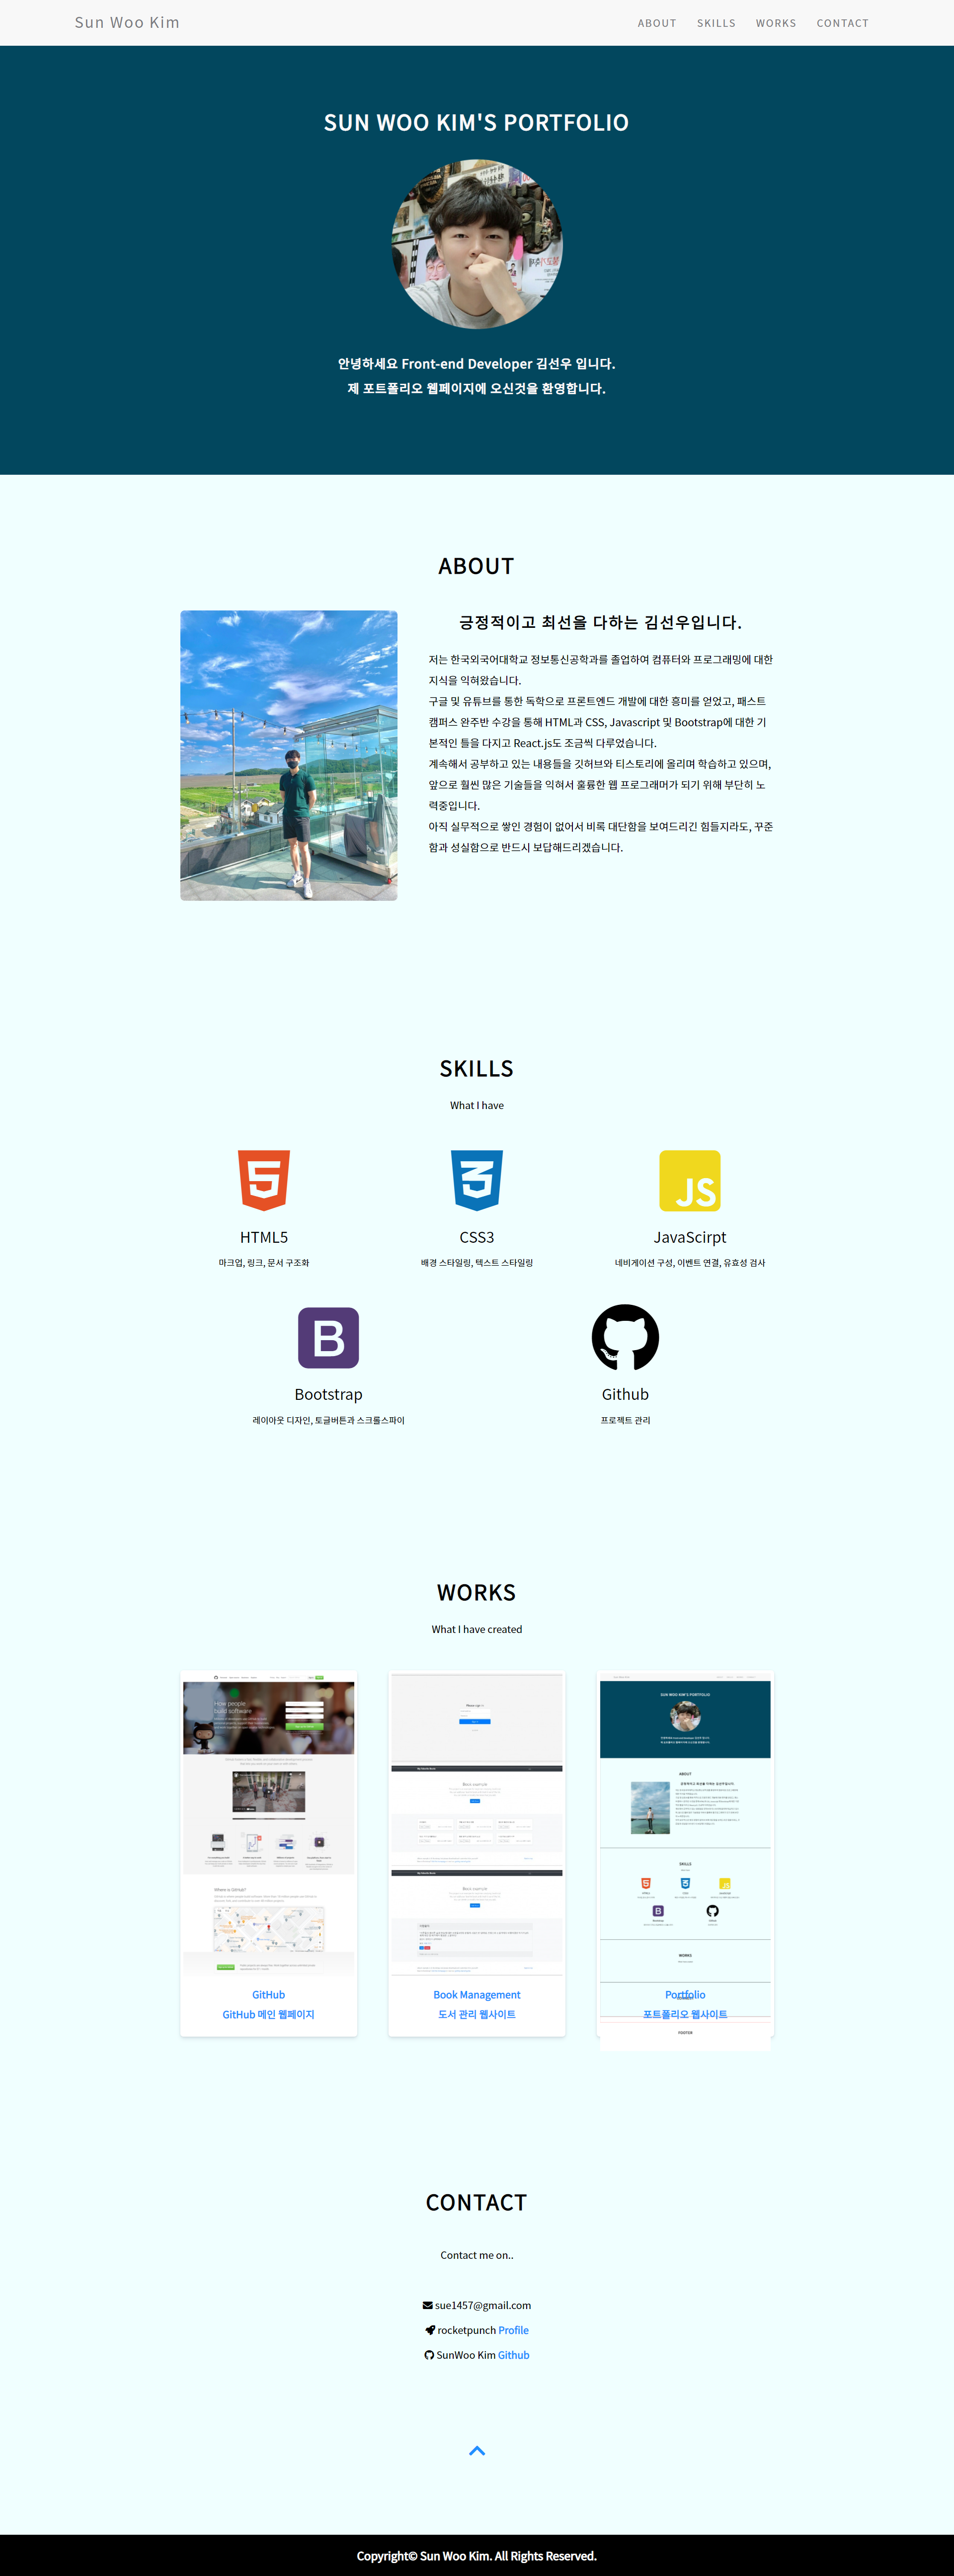 Sun Woo Kim
ABOUT SKILLS WORKS CONTACT
SUN WOO KIM'S PORTFOLIO
안녕하세요 Front-end Developer 김선우 입니다.
제 포트폴리오 웹페이지에 오신것을 환영합니다.
ABOUT
긍정적이고 최선을 다하는 김선우입니다.
저는 한국외국어대학교 정보통신공학과를 졸업하여 컴퓨터와 프로그래밍에 대한
지식을 익혀왔습니다.
구글 및 유튜브를 통한 독학으로 프론트엔드 개발에 대한 흥미를 얻었고, 패스트
캠퍼스 완주반 수강을 통해 HTML과 CSS, Javascript 및 Bootstrap에 대한 기
본적인 틀을 다지고 React.js도 조금씩 다루었습니다.
계속해서 공부하고 있는 내용들을 깃허브와 티스토리에 올리며 학습하고 있으며,
앞으로 훨씬 많은 기술들을 익혀서 훌륭한 웹 프로그래머가 되기 위해 부단히 노
력중입니다.
아직 실무적으로 쌓인 경험이 없어서 비록 대단함을 보여드리긴 힘들지라도, 꾸준
함과 성실함으로 반드시 보답해드리겠습니다.
SKILLS
What I have
HTML5
마크업, 링크, 문서 구조화
CSS3
배경 스타일링, 텍스트 스타일링
JS
JavaScirpt
네비게이션 구성, 이벤트 연결, 유효성 검사
B
Bootstrap
레이아웃 디자인, 토글버튼과 스크롤스파이
Github
프로젝트 관리
WORKS
What I have created
How people
build software
Where is GitHub?
GitHub
GitHub 메인 웹페이지
Book Management
도서 관리 웹사이트
SUN WOO KIM'S PORTFOLIO
ABOUT
SKILLS
WORKS
FOOTER
Portfolio
포트폴리오 웹사이트
CONTACT
Contact me on..
sue1457@gmail.com
rocketpunch Profile
SunWoo Kim Github
Copyright© Sun Woo Kim. All Rights Reserved.